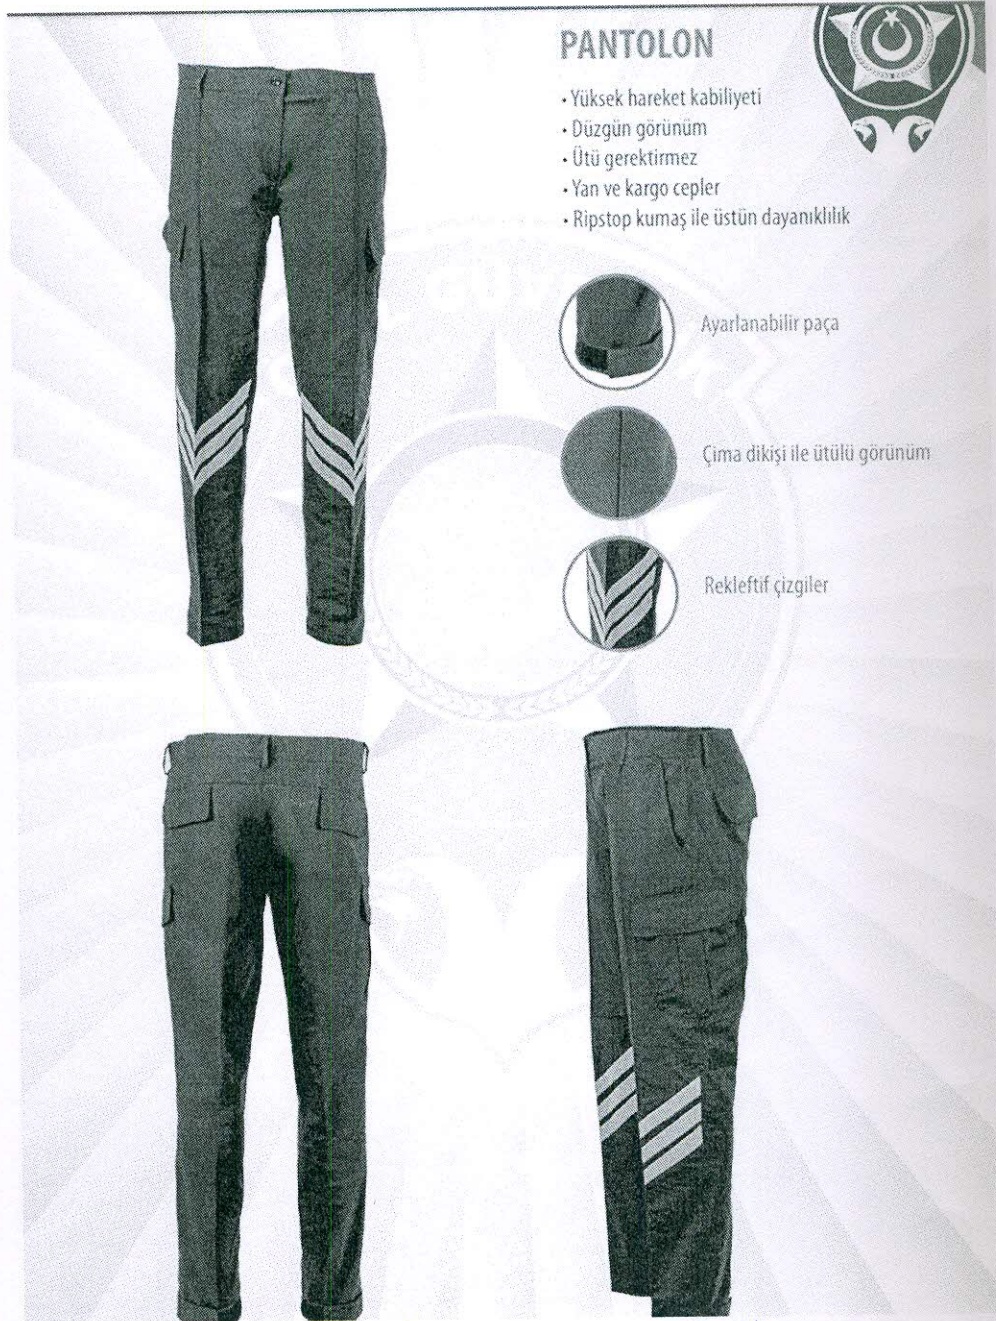 PANTOLON
• Yüksek hareket kabiliyeti
• Düzgün görünüm
• Ütü gerektirmez
• Yan ve kargo cepler
• Ripstop kumaş ile üstün dayanıklılık
Ayarlanabilir paça
Çima dikişi ile ütülü görünüm
Rekleftif çizgiler